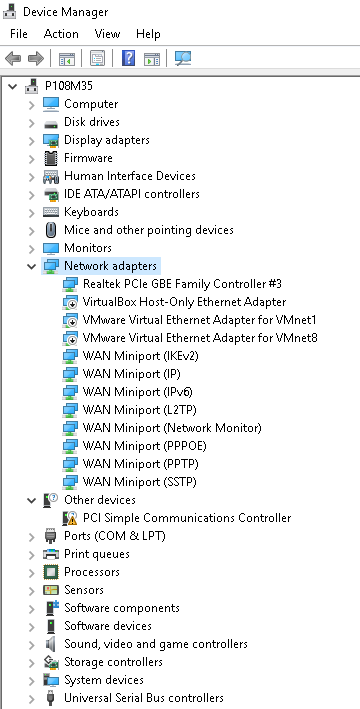 Device Manager
File Action View Help
P108M35
Computer
Disk drives
Display adapters
Firmware
Human Interface Devices
IDE ATA/ATAPI controllers
Keyboards
Mice and other pointing devices
Monitors
Network adapters
Realtek PCIe GBE Family Controller #3
VirtualBox Host-Only Ethernet Adapter
VMware Virtual Ethernet Adapter for VMnet1
VMware Virtual Ethernet Adapter for VMnet8
WAN Miniport (IKEv2)
WAN Miniport (IP)
WAN Miniport (IPv6)
WAN Miniport (L2TP)
WAN Miniport (Network Monitor)
WAN Miniport (PPPOE)
WAN Miniport (PPTP)
WAN Miniport (SSTP)
Other devices
PCI Simple Communications Controller
Ports (COM & LPT)
Print queues
Processors
Sensors
Software components
Software devices
Sound, video and game controllers
Storage controllers
System devices
Universal Serial Bus controllers